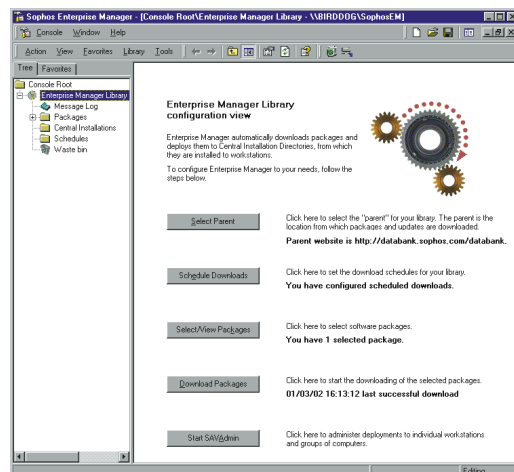 Sophos Enterprise Manager - [Console Root\Enterprise Manager Library - \\BIRDDOG\SophosEM]
Console Window Help
Action View Favorites Library Tools
Tree Favorites
Console Root
Enterprise Manager Library
Message Log
Packages
Central Installations
Schedules
Waste bin
Enterprise Manager Library
configuration view
Enterprise Manager automatically downloads packages and
deploys them to Central Installation Directories, from which
they are installed to workstations.
To configure Enterprise Manager to your needs, follow the
steps below.
Select Parent
Click here to select the "parent" for your library. The parent is the
location from which packages and updates are downloaded.
Parent website is http://databank.sophos.com/databank.
Schedule Downloads
Click here to set the download schedules for your library.
You have configured scheduled downloads.
Select/View Packages
Click here to select software packages.
You have 1 selected package.
Download Packages
Click here to start the downloading of the selected packages.
01/03/02 16:13:12 last successful download
Start SAVAdmin
Click here to administer deployments to individual workstations
and groups of computers.
Editing